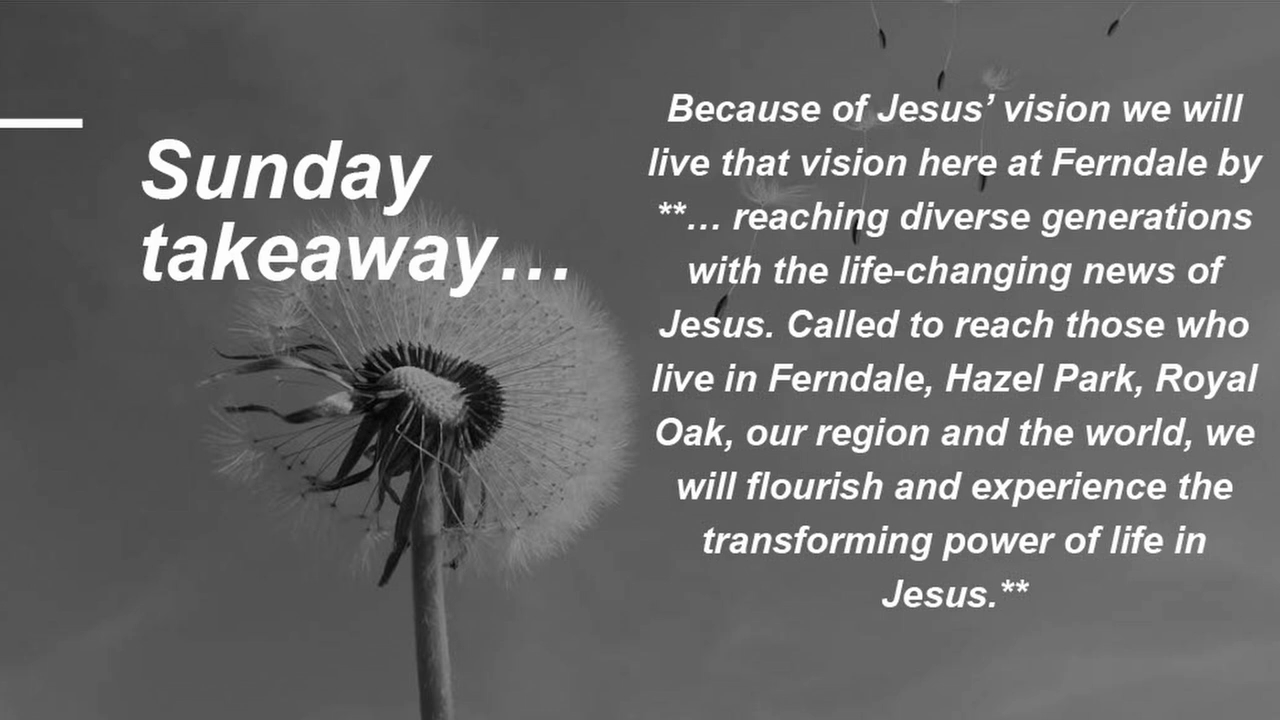 Sunday
takeaway…
Because of Jesus’ vision we will
live that vision here at Ferndale by
**… reaching diverse generations
with the life-changing news of
Jesus. Called to reach those who
live in Ferndale, Hazel Park, Royal
Oak, our region and the world, we
will flourish and experience the
transforming power of life in
Jesus.**